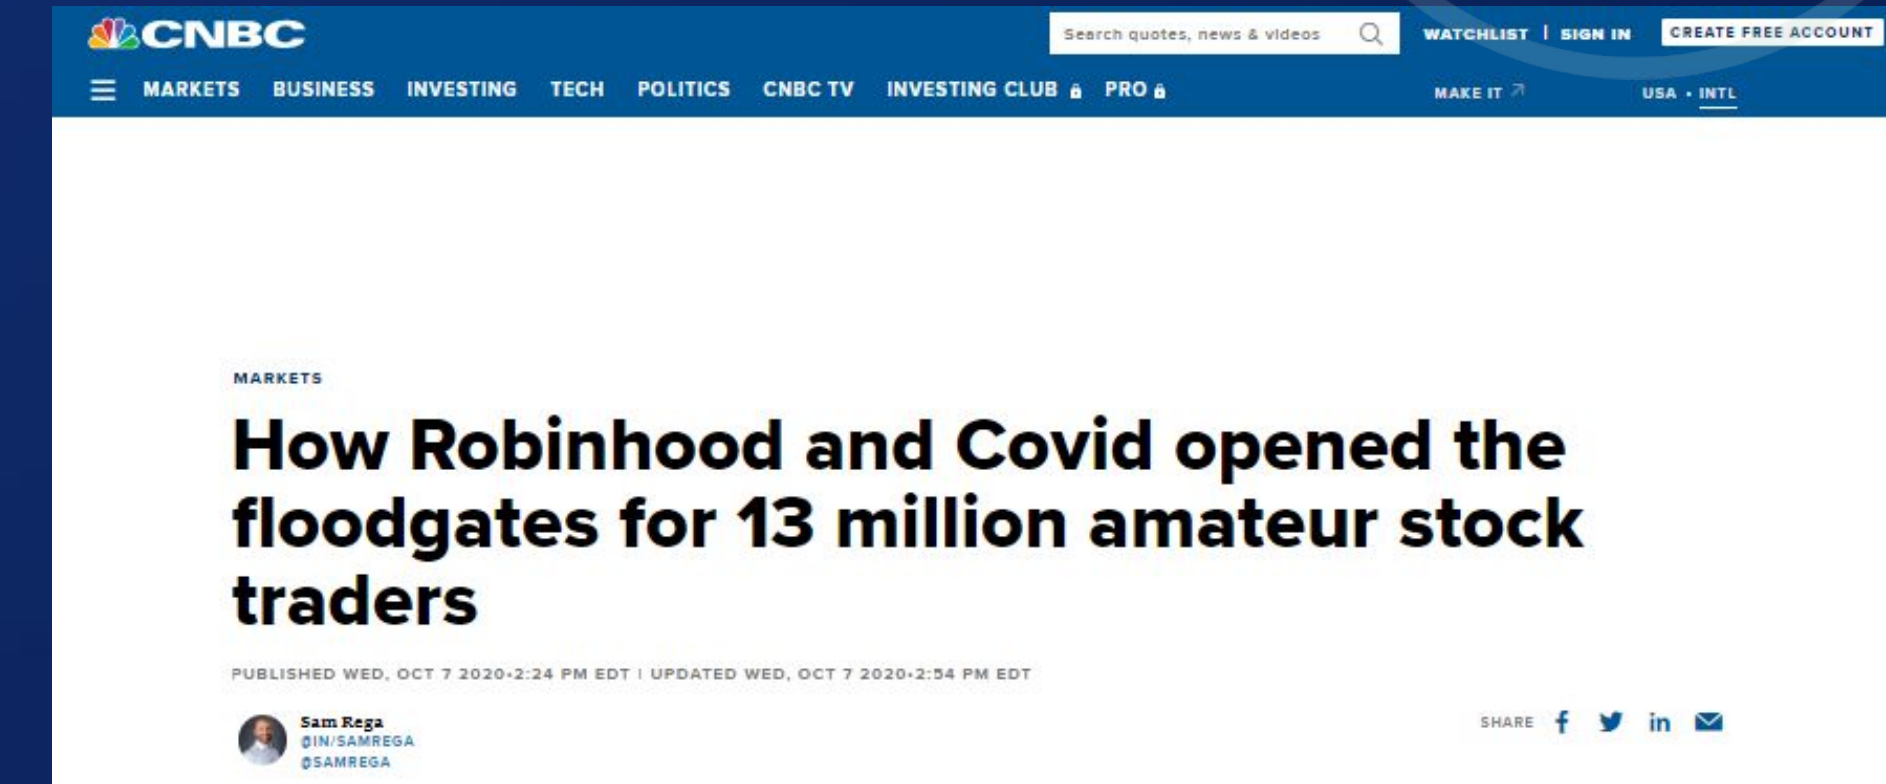 CNBC
Search quotes, news & videos
WATCHLIST | SIGN IN
CREATE FREE ACCOUNT
MARKETS BUSINESS INVESTING TECH POLITICS CNBC TV INVESTING CLUB PRO
MAKE IT
USA • INTL
MARKETS
How Robinhood and Covid opened the
floodgates for 13 million amateur stock
traders
PUBLISHED WED, OCT 7 2020•2:24 PM EDT | UPDATED WED, OCT 7 2020•2:54 PM EDT
Sam Rega
@IN/SAMREGA
@SAMREGA
SHARE